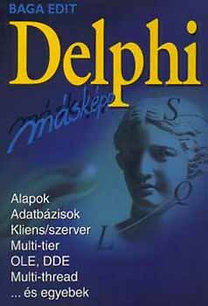 BAGA EDIT
Delphi
másképp
S
Q
L
Alapok
Adatbázisok
Kliens/szerver
Multi-tier
OLE, DDE
Multi-thread
... és egyebek